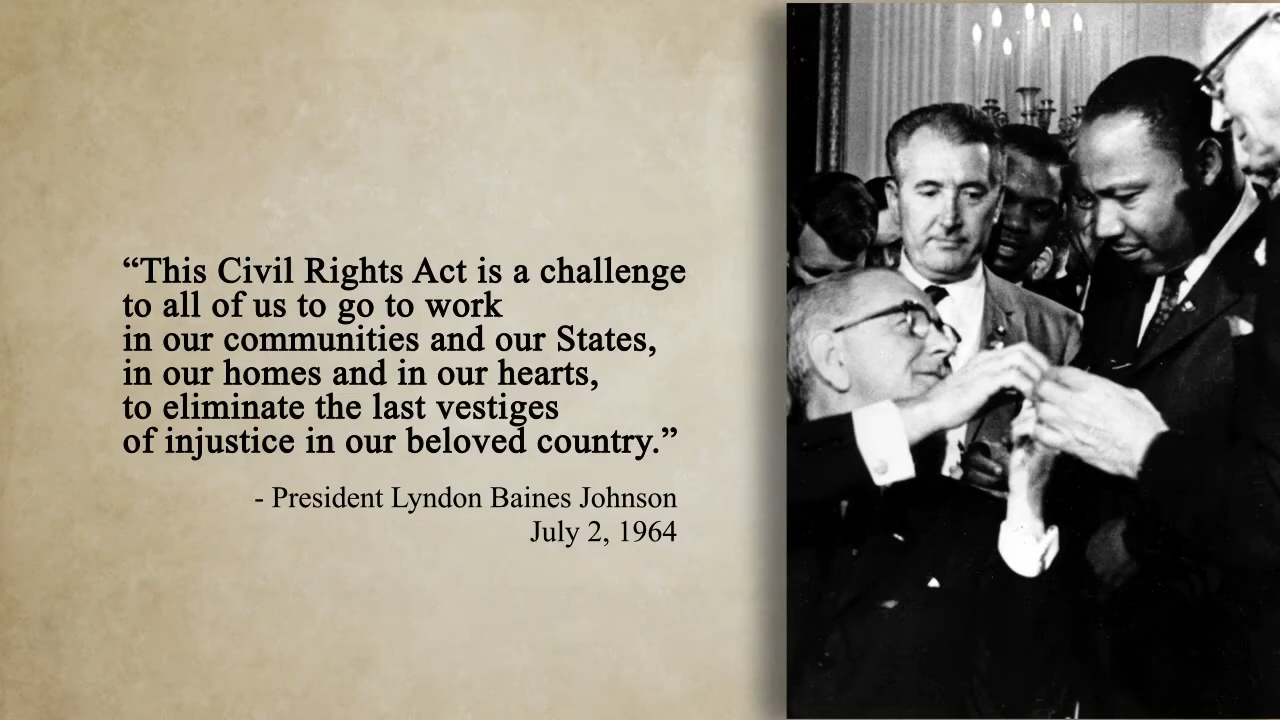 “This Civil Rights Act is a challenge
to all of us to go to work
in our communities and our States,
in our homes and in our hearts,
to eliminate the last vestiges
of injustice in our beloved country.”
- President Lyndon Baines Johnson
July 2, 1964